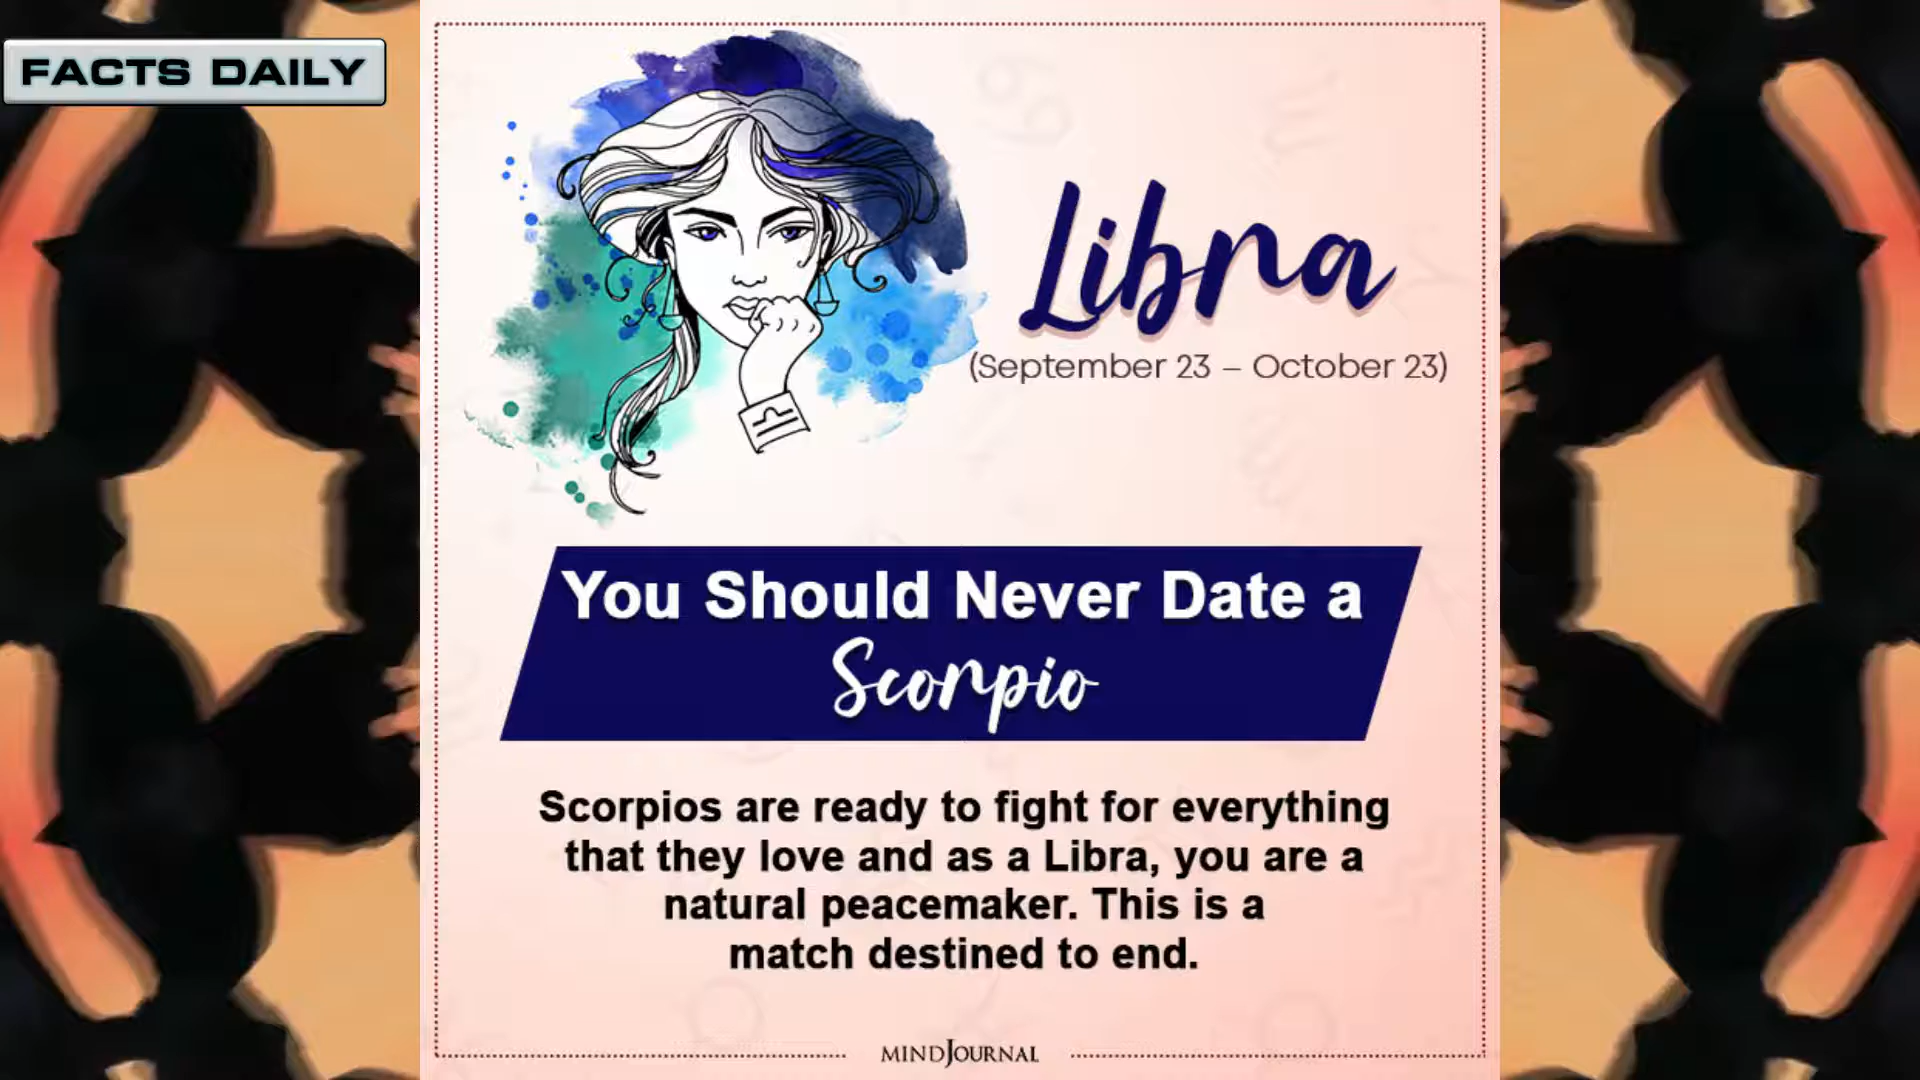 FACTS DAILY
Libra
(September 23 – October 23)
You Should Never Date a
Scorpio
Scorpios are ready to fight for everything
that they love and as a Libra, you are a
natural peacemaker. This is a
match destined to end.
MINDJOURNAL